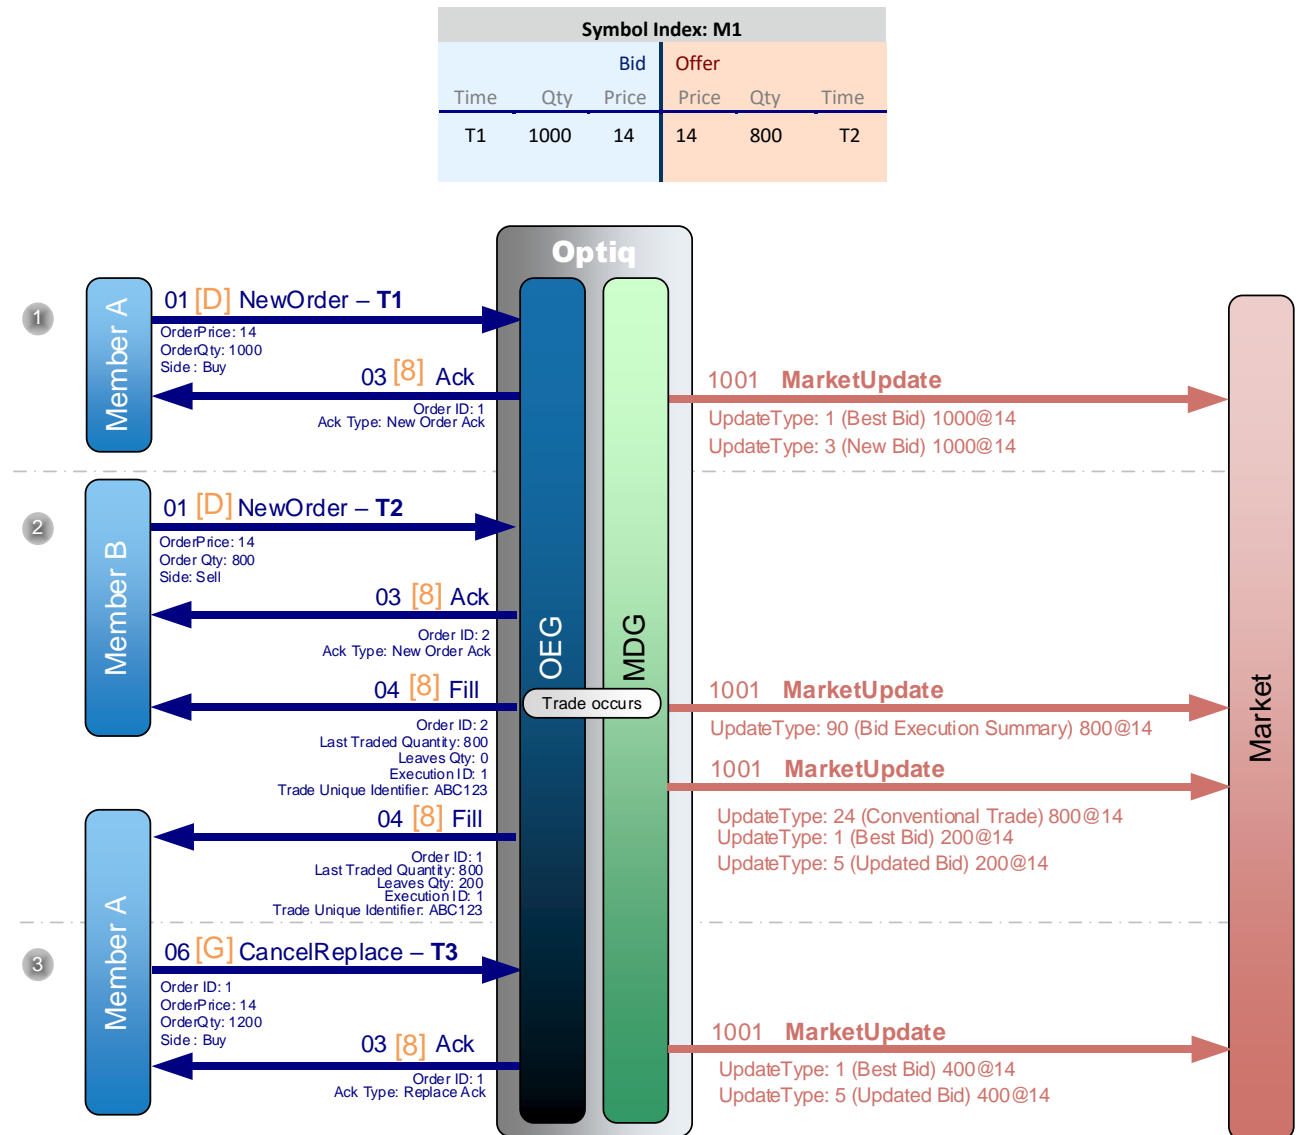 Symbol Index: M1
Bid Offer
Time Qty Price Price Qty Time
T1 1000 14 14 800 T2
Optiq
1
Member A
01 [D] NewOrder – T1
OrderPrice: 14
OrderQty: 1000
Side : Buy
03 [8] Ack
Order ID: 1
Ack Type: New Order Ack
1001 MarketUpdate
UpdateType: 1 (Best Bid) 1000@14
UpdateType: 3 (New Bid) 1000@14
2
Member B
01 [D] NewOrder – T2
OrderPrice: 14
Order Qty: 800
Side: Sell
03 [8] Ack
Order ID: 2
Ack Type: New Order Ack
OEG
MDG
Market
04 [8] Fill
Trade occurs
Order ID: 2
Last Traded Quantity: 800
Leaves Qty: 0
Execution ID: 1
Trade Unique Identifier: ABC123
1001 MarketUpdate
UpdateType: 90 (Bid Execution Summary) 800@14
1001 MarketUpdate
UpdateType: 24 (Conventional Trade) 800@14
UpdateType: 1 (Best Bid) 200@14
UpdateType: 5 (Updated Bid) 200@14
Member A
04 [8] Fill
Order ID: 1
Last Traded Quantity: 800
Leaves Qty: 200
Execution ID: 1
Trade Unique Identifier: ABC123
3
06 [G] CancelReplace – T3
Order ID: 1
OrderPrice: 14
OrderQty: 1200
Side : Buy
03 [8] Ack
Order ID: 1
Ack Type: Replace Ack
1001 MarketUpdate
UpdateType: 1 (Best Bid) 400@14
UpdateType: 5 (Updated Bid) 400@14